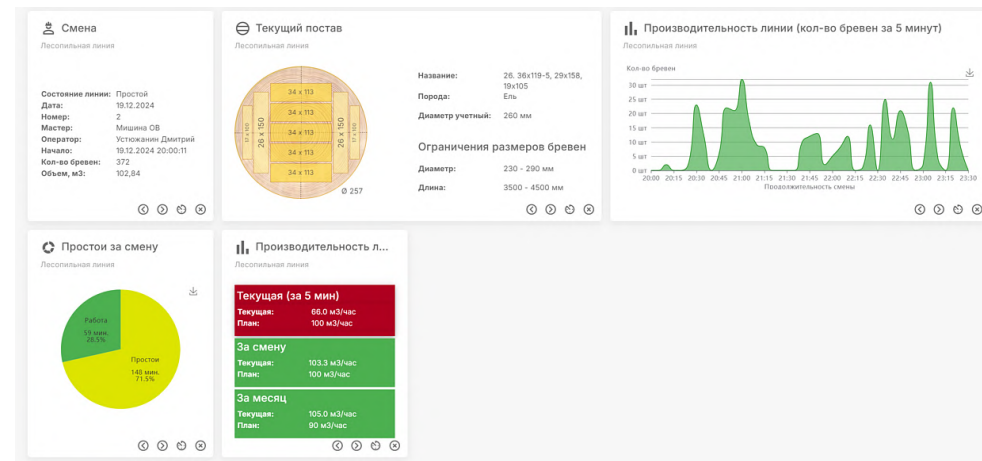 Смена
Лесопильная линия
Состояние линии: Простой
Дата: 19.12.2024
Номер: 2
Мастер: Мишина ОВ
Оператор: Устюжанин Дмитрий
Начало: 19.12.2024 20:00:11
Кол-во бревен: 372
Объем, м3: 102,84
Текущий постав
Лесопильная линия
34 x 113
34 x 113
34 x 113
34 x 113
34 x 113
17 x 100
26 x 150
26 x 150
17 x 100
Ø 257
Название: 26. 36x119-5, 29x158,
19x105
Порода: Ель
Диаметр учетный: 260 мм
Ограничения размеров бревен
Диаметр: 230 - 290 мм
Длина: 3500 - 4500 мм
Производительность линии (кол-во бревен за 5 минут)
Лесопильная линия
Кол-во бревен
30 шт
25 шт
20 шт
15 шт
10 шт
5 шт
0 шт
20:00 20:15 20:30 20:45 21:00 21:15 21:30 21:45 22:00 22:15 22:30 22:45 23:00 23:15 23:30
Продолжительность смены
Простои за смену
Лесопильная линия
Работа
59 мин.
28.5%
Простои
148 мин.
71.5%
Производительность л...
Лесопильная линия
Текущая (за 5 мин)
Текущая: 66.0 м3/час
План: 100 м3/час
За смену
Текущая: 103.3 м3/час
План: 100 м3/час
За месяц
Текущая: 105.0 м3/час
План: 90 м3/час